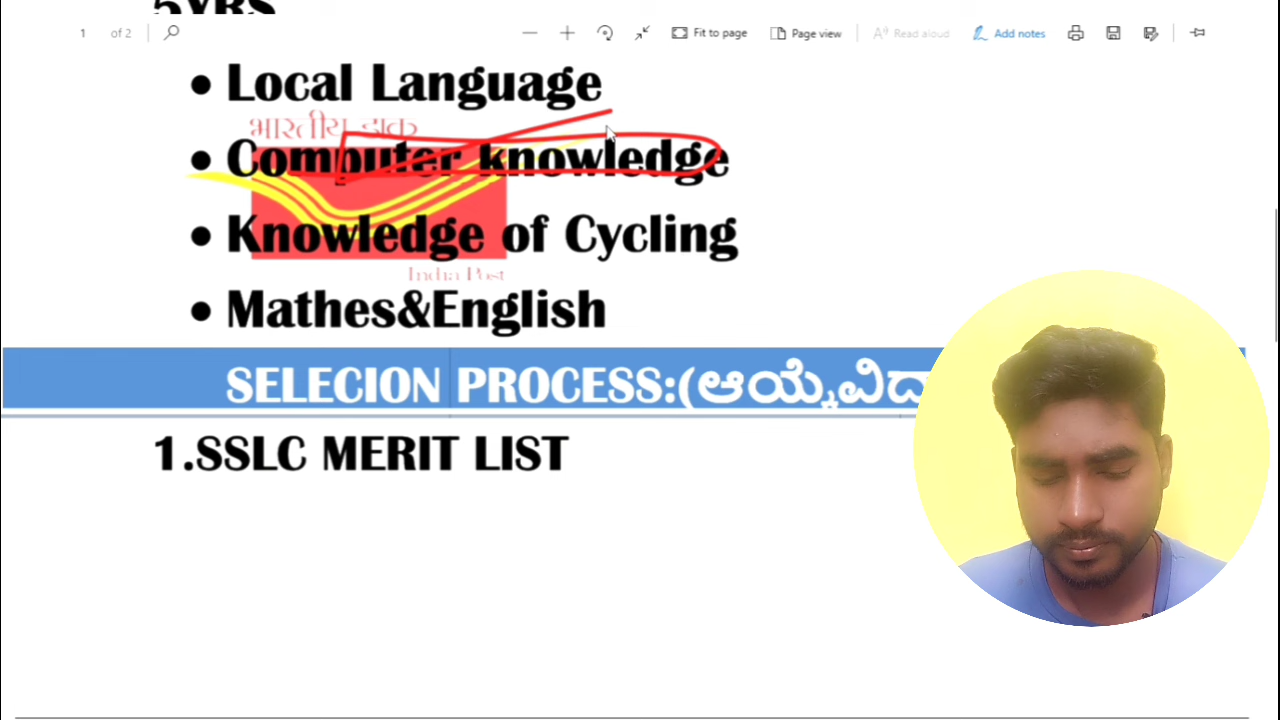 5YRS
1 of 2 Fit to page Page view Read aloud Add notes
• Local Language
भारतीय डाक
• Computer knowledge
• Knowledge of Cycling
India Post
• Mathes&English
SELECION PROCESS:(ಆಯ್ಕೆವಿದಾ
1.SSLC MERIT LIST